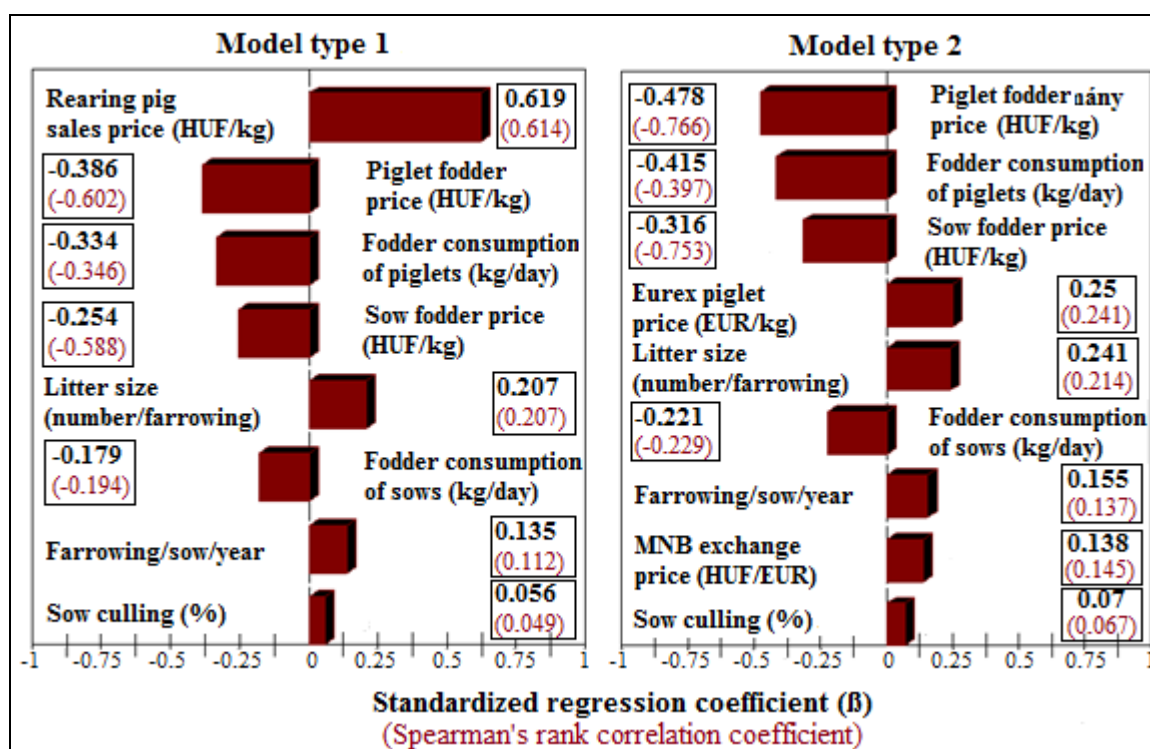 Model type 1
Rearing pig
sales price (HUF/kg)
0.619
(0.614)
-0.386
(-0.602)
Piglet fodder
price (HUF/kg)
-0.334
(-0.346)
Fodder consumption
of piglets (kg/day)
-0.254
(-0.588)
Sow fodder price
(HUF/kg)
Litter size
(number/farrowing)
0.207
(0.207)
-0.179
(-0.194)
Fodder consumption
of sows (kg/day)
Farrowing/sow/year
0.135
(0.112)
Sow culling (%)
0.056
(0.049)
-1 -0.75 -0.5 -0.25 0 0.25 0.5 0.75 1
Model type 2
-0.478
(-0.766)
Piglet fodder nány
price (HUF/kg)
-0.415
(-0.397)
Fodder consumption
of piglets (kg/day)
-0.316
(-0.753)
Sow fodder price
(HUF/kg)
Eurex piglet
price (EUR/kg)
0.25
(0.241)
Litter size
(number/farrowing)
0.241
(0.214)
-0.221
(-0.229)
Fodder consumption
of sows (kg/day)
Farrowing/sow/year
0.155
(0.137)
MNB exchange
price (HUF/EUR)
0.138
(0.145)
Sow culling (%)
0.07
(0.067)
-1 -0.75 -0.5 -0.25 0 0.25 0.5 0.75 1
Standardized regression coefficient (ß)
(Spearman's rank correlation coefficient)